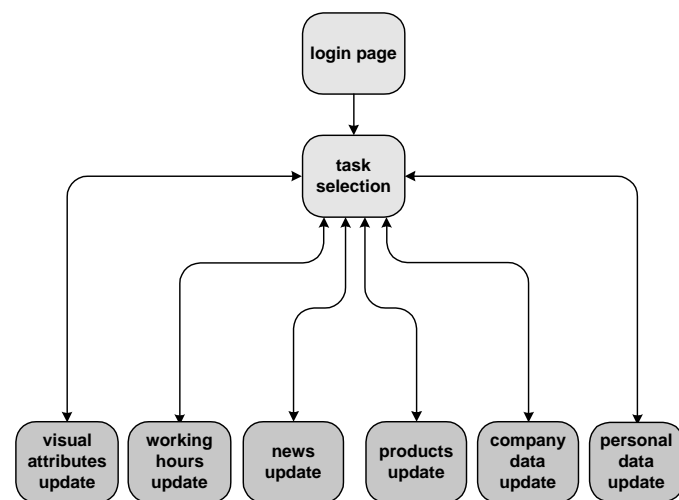 login page
task
selection
visual
attributes
update
working
hours
update
news
update
products
update
company
data
update
personal
data
update